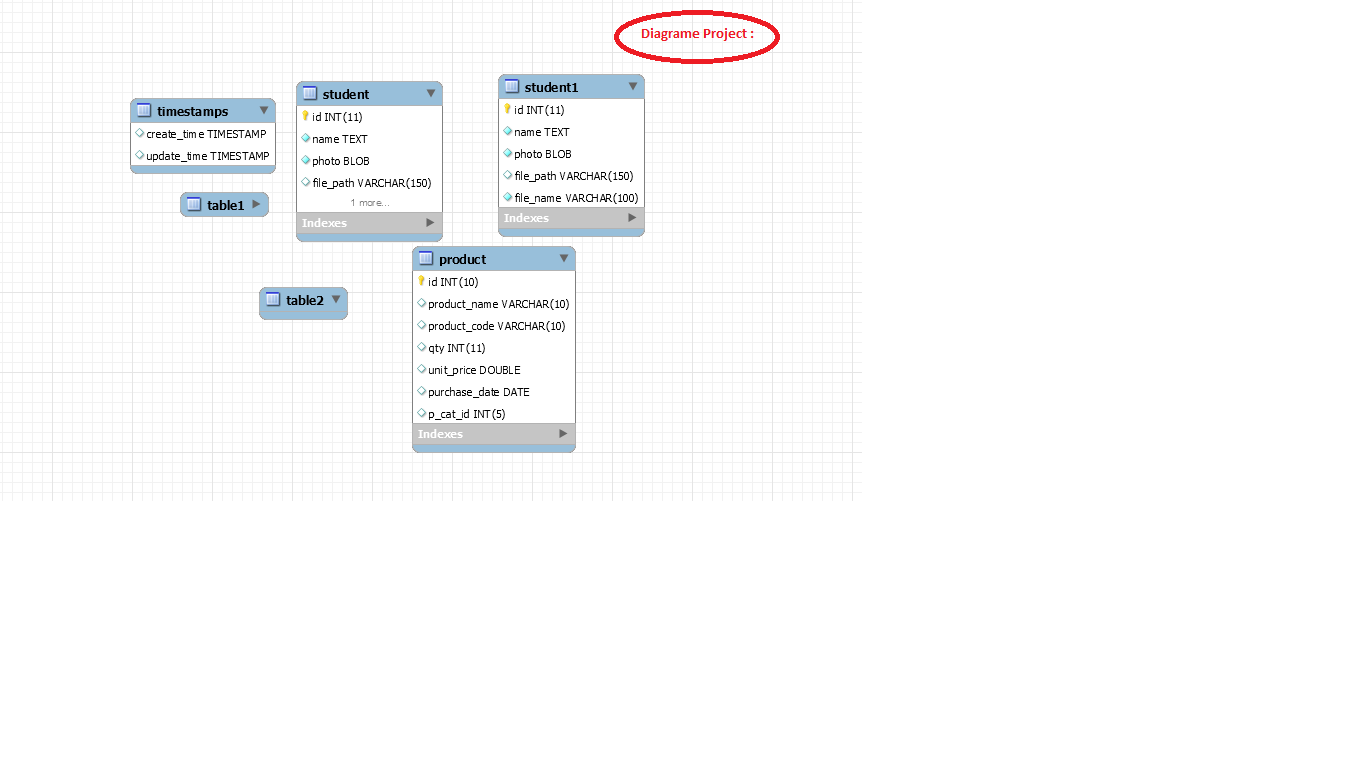 Diagrame Project :
timestamps
create_time TIMESTAMP
update_time TIMESTAMP
table1
student
id INT(11)
name TEXT
photo BLOB
file_path VARCHAR(150)
1 more...
Indexes
student1
id INT(11)
name TEXT
photo BLOB
file_path VARCHAR(150)
file_name VARCHAR(100)
Indexes
table2
product
id INT(10)
product_name VARCHAR(10)
product_code VARCHAR(10)
qty INT(11)
unit_price DOUBLE
purchase_date DATE
p_cat_id INT(5)
Indexes